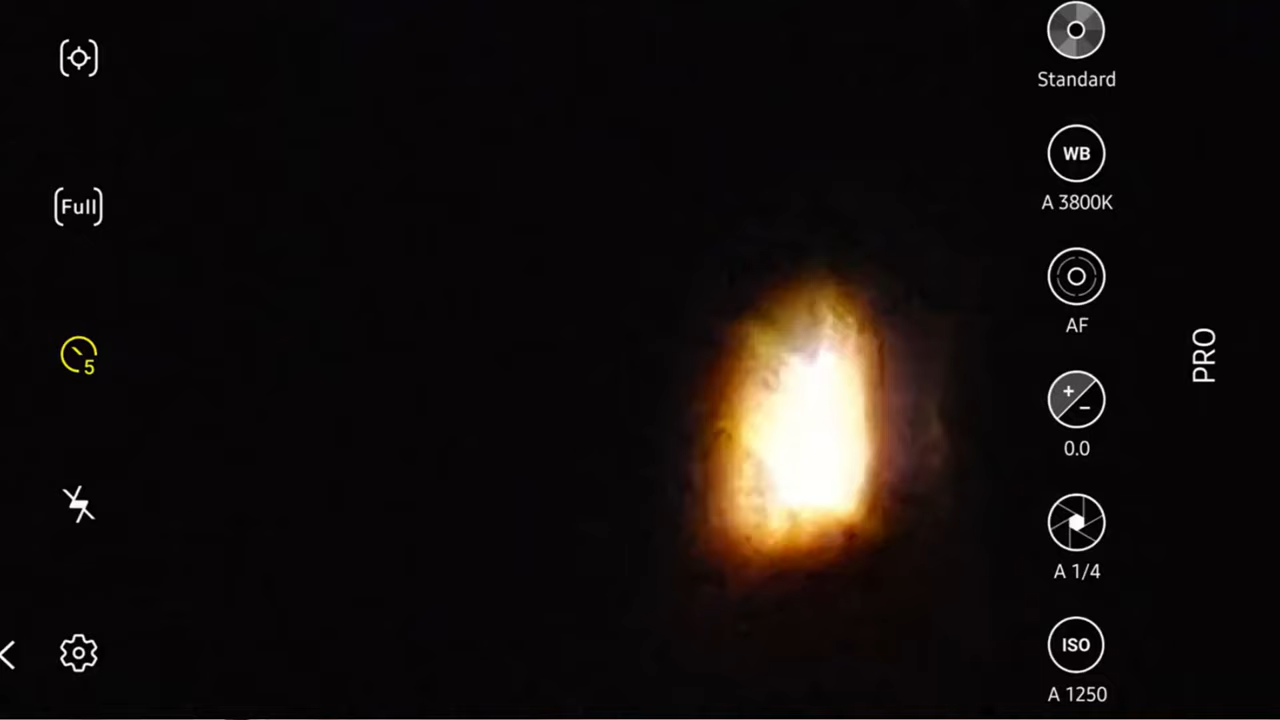 Standard
Full
5
WB
A 3800K
AF
0.0
A 1/4
ISO
A 1250
PRO